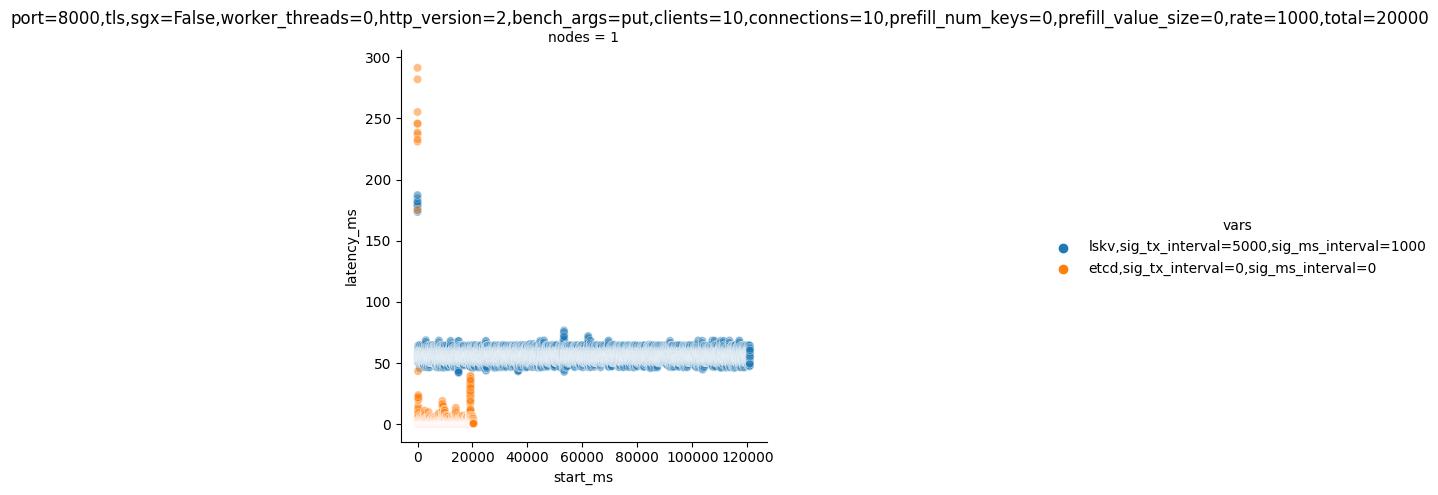 port=8000,tls,sgx=False,worker_threads=0,http_version=2,bench_args=put,clients=10,connections=10,prefill_num_keys=0,prefill_value_size=0,rate=1000,total=20000
nodes = 1
300
250
200
150
100
50
0
latency_ms
0 20000 40000 60000 80000 100000 120000
start_ms
vars
lskv,sig_tx_interval=5000,sig_ms_interval=1000
etcd,sig_tx_interval=0,sig_ms_interval=0